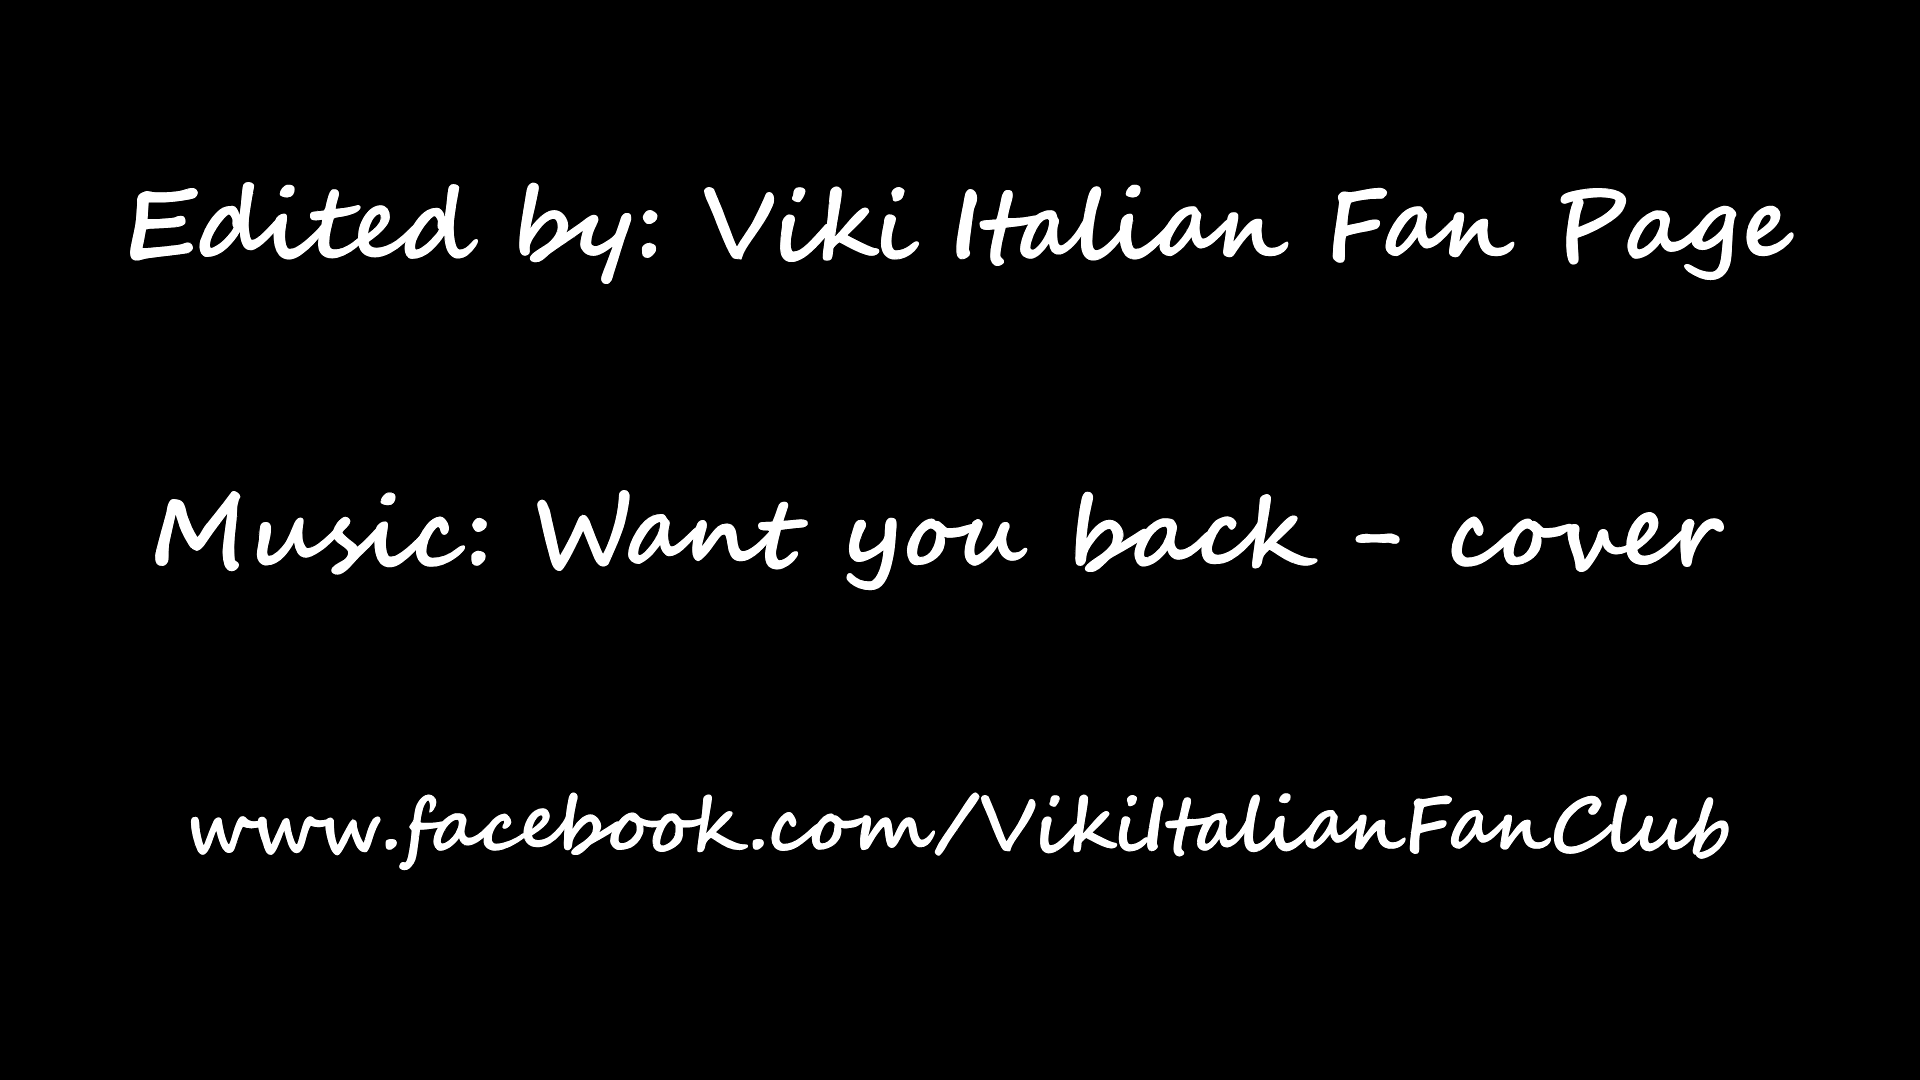 Edited by: Viki Italian Fan Page
Music: Want you back - cover
www.facebook.com/VikiItalianFanClub